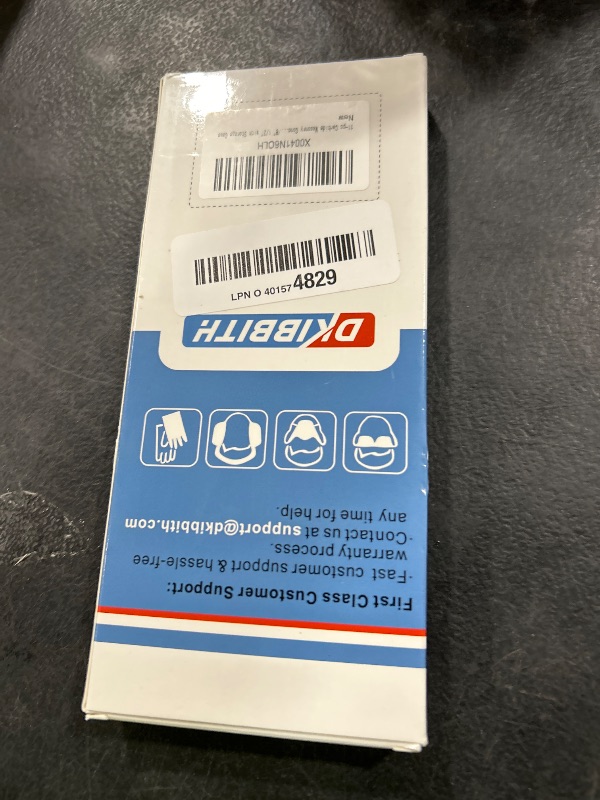 First Class Customer Support:
·Fast customer support & hassle-free
warranty process.
·Contact us at support@dkibbith.com
any time for help.
DKIBBITH
LPN O 401574829
New